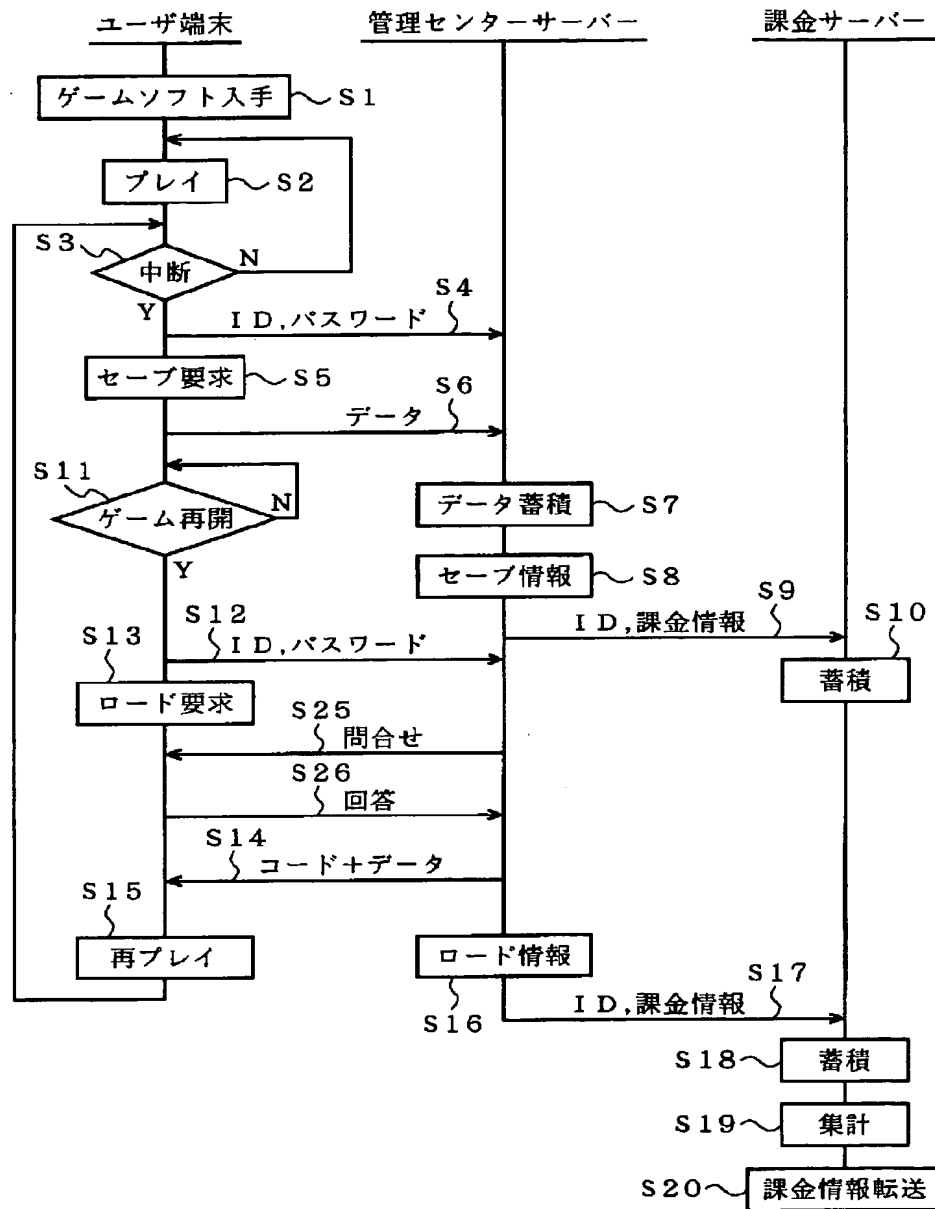 ユーザ端末
管理センターサーバー
課金サーバー
ゲームソフト入手
S1
プレイ
S2
S3
中断
N
Y
ID,パスワード
S4
セーブ要求
S5
データ
S6
S11
ゲーム再開
N
Y
データ蓄積
S7
セーブ情報
S8
ID,課金情報
S9
S10
蓄積
S12
ID,パスワード
S13
ロード要求
S25
問合せ
S26
回答
S14
コード+データ
S15
再プレイ
ロード情報
S16
ID,課金情報
S17
S18
蓄積
S19
集計
S20
課金情報転送